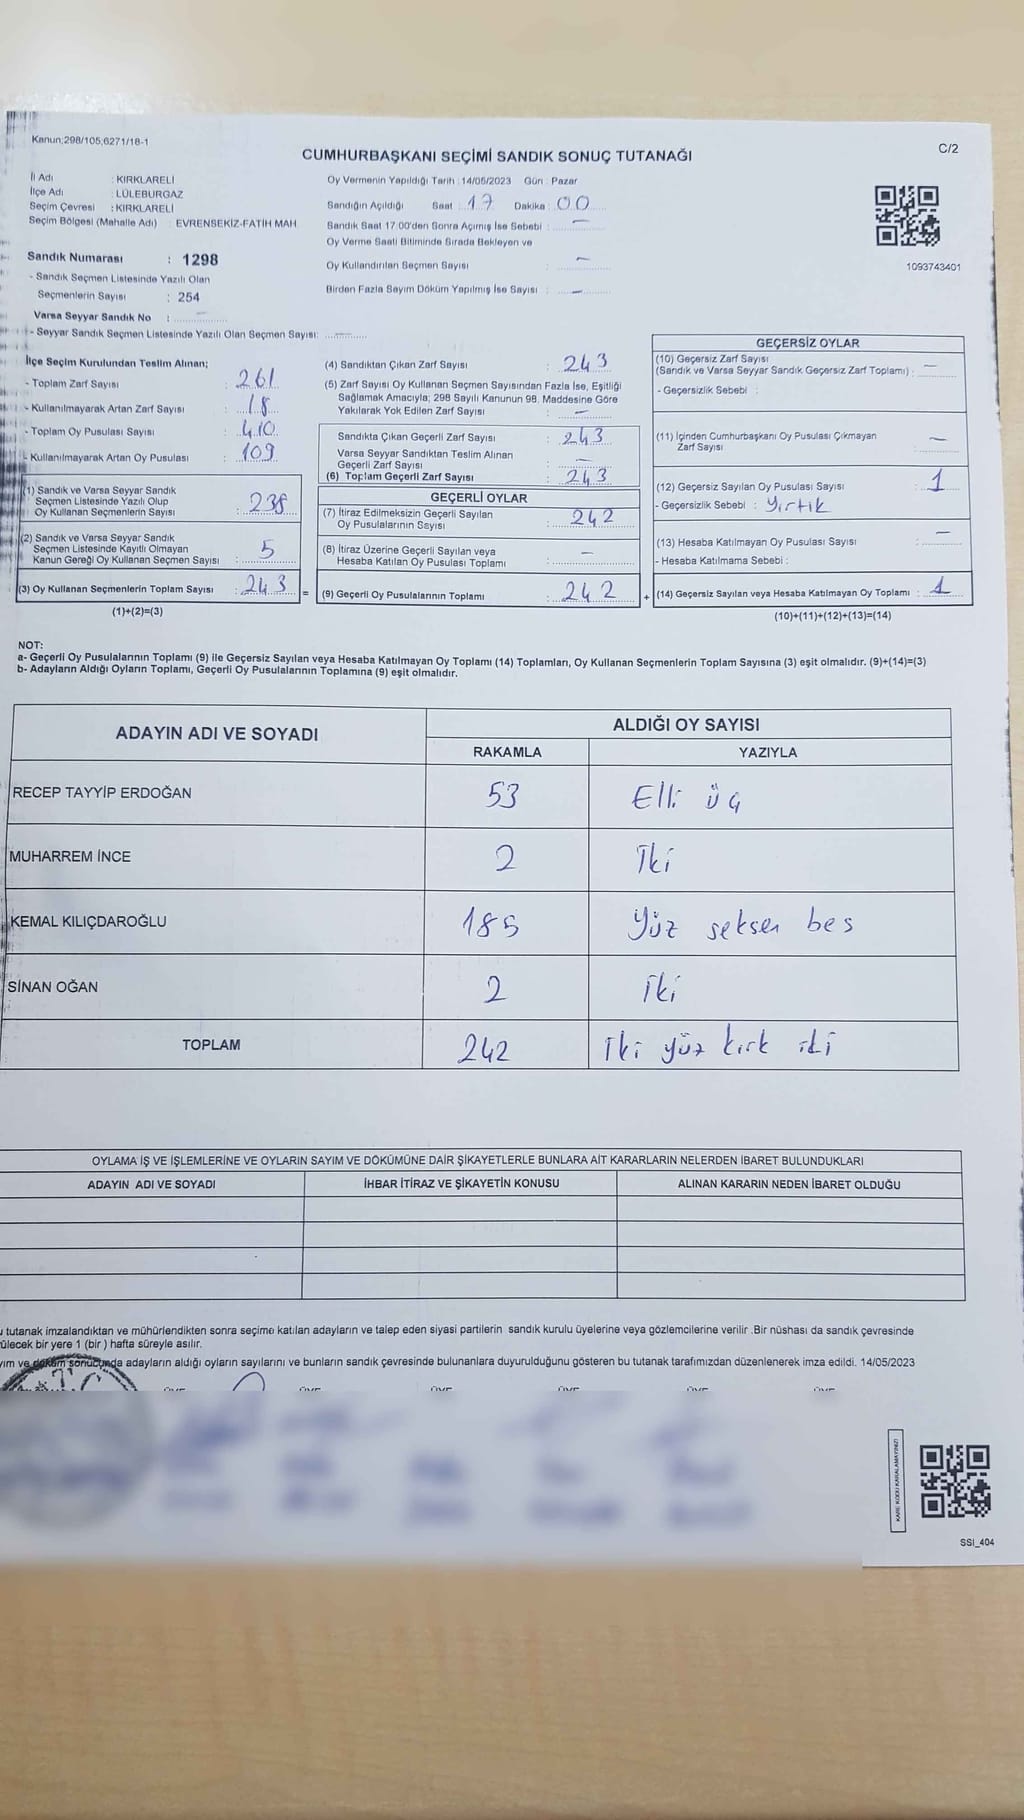 Kanun;298/105;6271/18-1
C/2
CUMHURBAŞKANI SEÇİMİ SANDIK SONUÇ TUTANAĞI
İl Adı : KIRKLARELİ
İlçe Adı : LÜLEBURGAZ
Seçim Çevresi : KIRKLARELİ
Seçim Bölgesi (Mahalle Adı) : EVRENSEKİZ-FATİH MAH
Sandık Numarası : 1298
- Sandık Seçmen Listesinde Yazılı Olan
Seçmenlerin Sayısı : 254
Varsa Seyyar Sandık No :
- Seyyar Sandık Seçmen Listesinde Yazılı Olan Seçmen Sayısı: —
Oy Vermenin Yapıldığı Tarih : 14/05/2023 Gün : Pazar
Sandığın Açıldığı Saat : 17 Dakika : 00
Sandık Saat 17:00'den Sonra Açmış İse Sebebi : —
Oy Verme Saati Bitiminde Sırada Bekleyen ve
Oy Kullandırılan Seçmen Sayısı : —
Birden Fazla Sayım Döküm Yapılmış İse Sayısı : —
1093743401
İlçe Seçim Kurulundan Teslim Alınan;
- Toplam Zarf Sayısı : 261
- Kullanılmayarak Artan Zarf Sayısı : 18
- Toplam Oy Pusulası Sayısı : 410
- Kullanılmayarak Artan Oy Pusulası : 109
(1) Sandık ve Varsa Seyyar Sandık
Seçmen Listesinde Yazılı Olup
Oy Kullanan Seçmenlerin Sayısı : 238
(2) Sandık ve Varsa Seyyar Sandık
Seçmen Listesinde Kayıtlı Olmayan
Kanun Gereği Oy Kullanan Seçmen Sayısı : 5
(3) Oy Kullanan Seçmenlerin Toplam Sayısı : 243 =
(1)+(2)=(3)
(4) Sandıktan Çıkan Zarf Sayısı : 243
(5) Zarf Sayısı Oy Kullanan Seçmen Sayısından Fazla İse, Eşitliği
Sağlamak Amacıyla; 298 Sayılı Kanunun 98. Maddesine Göre
Yakılarak Yok Edilen Zarf Sayısı : —
Sandıkta Çıkan Geçerli Zarf Sayısı : 243
Varsa Seyyar Sandıktan Teslim Alınan
Geçerli Zarf Sayısı : —
(6) Toplam Geçerli Zarf Sayısı : 243
GEÇERLİ OYLAR
(7) İtiraz Edilmeksizin Geçerli Sayılan
Oy Pusulalarının Sayısı : 242
(8) İtiraz Üzerine Geçerli Sayılan veya
Hesaba Katılan Oy Pusulası Toplamı : —
(9) Geçerli Oy Pusulalarının Toplamı : 242 +
GEÇERSİZ OYLAR
(10) Geçersiz Zarf Sayısı
(Sandık ve Varsa Seyyar Sandık Geçersiz Zarf Toplamı) : —
- Geçersizlik Sebebi :
(11) İçinden Cumhurbaşkanı Oy Pusulası Çıkmayan
Zarf Sayısı : —
(12) Geçersiz Sayılan Oy Pusulası Sayısı : 1
- Geçersizlik Sebebi : Yırtık
(13) Hesaba Katılmayan Oy Pusulası Sayısı : —
- Hesaba Katılmama Sebebi :
(14) Geçersiz Sayılan veya Hesaba Katılmayan Oy Toplamı : 1
(10)+(11)+(12)+(13)=(14)
NOT:
a- Geçerli Oy Pusulalarının Toplamı (9) ile Geçersiz Sayılan veya Hesaba Katılmayan Oy Toplamı (14) Toplamları, Oy Kullanan Seçmenlerin Toplam Sayısına (3) eşit olmalıdır. (9)+(14)=(3)
b- Adayların Aldığı Oyların Toplamı, Geçerli Oy Pusulalarının Toplamına (9) eşit olmalıdır.
ADAYIN ADI VE SOYADI ALDIĞI OY SAYISI
RAKAMLA YAZIYLA
RECEP TAYYİP ERDOĞAN 53 Elli üç
MUHARREM İNCE 2 İki
KEMAL KILIÇDAROĞLU 185 Yüz seksen bes
SİNAN OĞAN 2 İki
TOPLAM 242 İki yüz kırk iki
OYLAMA İŞ VE İŞLEMLERİNE VE OYLARIN SAYIM VE DÖKÜMÜNE DAİR ŞİKAYETLERLE BUNLARA AİT KARARLARIN NELERDEN İBARET BULUNDUKLARI
ADAYIN ADI VE SOYADI İHBAR İTİRAZ VE ŞİKAYETİN KONUSU ALINAN KARARIN NEDEN İBARET OLDUĞU
tutanak imzalandıktan ve mühürlendikten sonra seçime katılan adayların ve talep eden siyasi partilerin sandık kurulu üyelerine veya gözlemcilerine verilir .Bir nüshası da sandık çevresinde
ülecek bir yere 1 (bir) hafta süreyle asılır.
yım ve döküm sonucunda adayların aldığı oyların sayılarını ve bunların sandık çevresinde bulunanlara duyurulduğunu gösteren bu tutanak tarafımızdan düzenlenerek imza edildi. 14/05/2023
KARE KODU KARALAMAYINIZ!
SSI_404